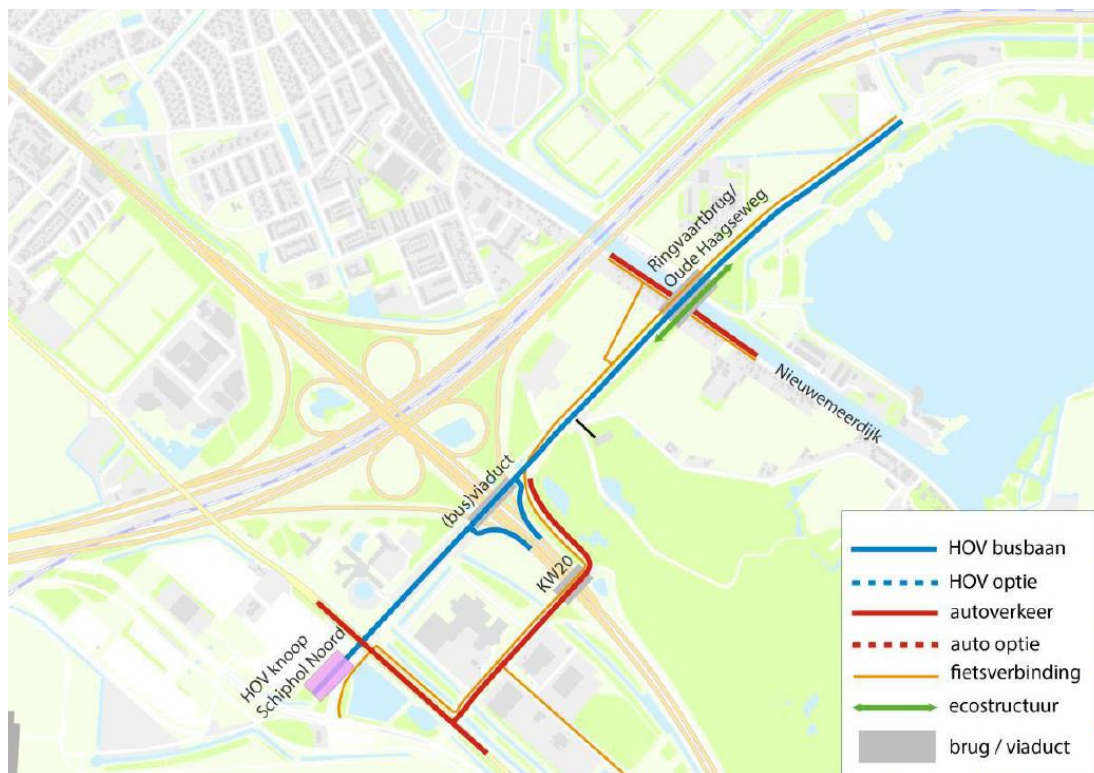 Ringvaartbrug/
Oude Haagseweg
Nieuwemeerdijk
(bus)viaduct
KW20
HOV knoop
Schiphol Noord
HOV busbaan
HOV optie
autoverkeer
auto optie
fietsverbinding
ecostructuur
brug / viaduct